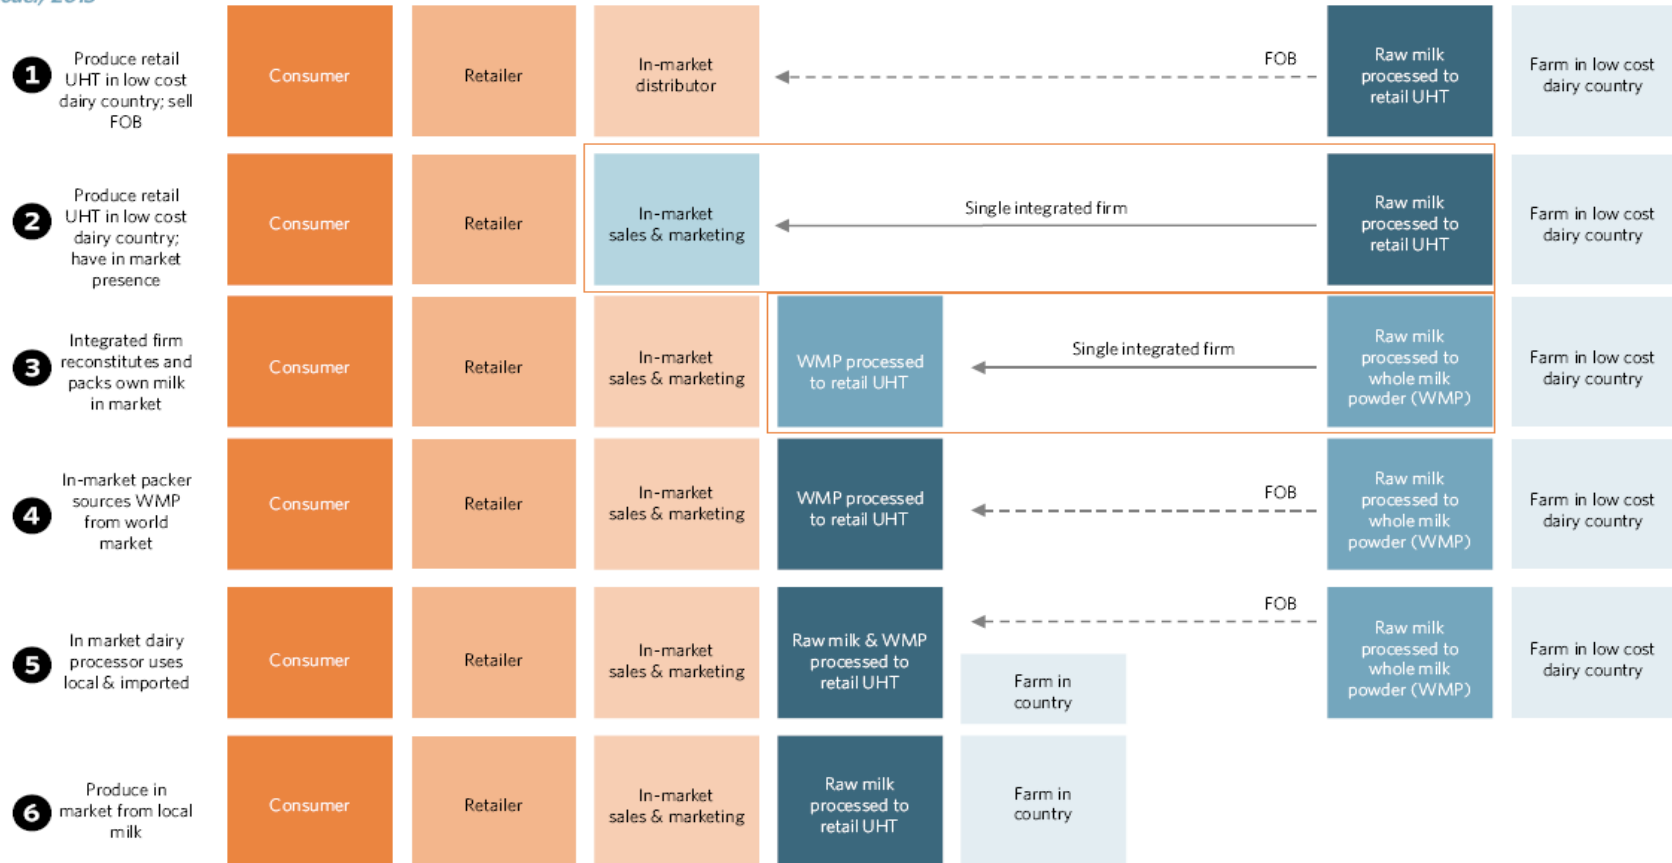 2015
1
Produce retail
UHT in low cost
dairy country; sell
FOB
Consumer
Retailer
In-market
distributor
FOB
Raw milk
processed to
retail UHT
Farm in low cost
dairy country
2
Produce retail
UHT in low cost
dairy country;
have in market
presence
Consumer
Retailer
In-market
sales & marketing
Single integrated firm
Raw milk
processed to
retail UHT
Farm in low cost
dairy country
3
Integrated firm
reconstitutes and
packs own milk
in market
Consumer
Retailer
In-market
sales & marketing
WMP processed
to retail UHT
Single integrated firm
Raw milk
processed to
whole milk
powder (WMP)
Farm in low cost
dairy country
4
In-market packer
sources WMP
from world
market
Consumer
Retailer
In-market
sales & marketing
WMP processed
to retail UHT
FOB
Raw milk
processed to
whole milk
powder (WMP)
Farm in low cost
dairy country
5
In market dairy
processor uses
local & imported
Consumer
Retailer
In-market
sales & marketing
Raw milk & WMP
processed to
retail UHT
FOB
Farm in
country
Raw milk
processed to
whole milk
powder (WMP)
Farm in low cost
dairy country
6
Produce in
market from local
milk
Consumer
Retailer
In-market
sales & marketing
Raw milk
processed to
retail UHT
Farm in
country